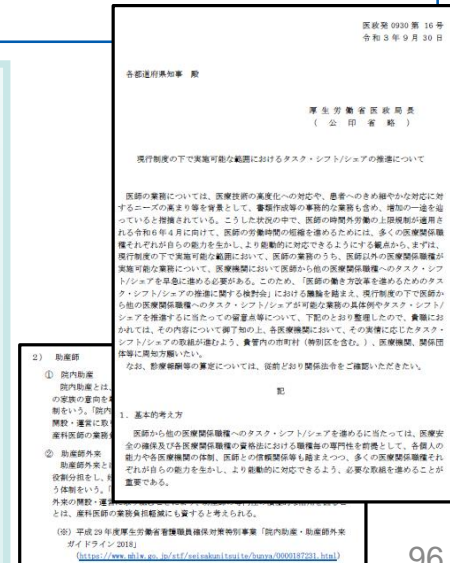 医政発 0930 第 16 号
令和3年9月30日
各都道府県知事 殿
厚生労働省医政局長
( 公 印 省 略 )
現行制度の下で実施可能な範囲におけるタスク・シフト/シェアの推進について
医師の業務については、医療技術の高度化への対応や、患者へのきめ細やかな対応に対
するニーズの高まり等を背景として、書類作成等の事務的な業務も含め、増加の一途を辿
っていると指摘されている。こうした状況の中で、医師の時間外労働の上限規制が適用さ
れる令和6年4月に向けて、医師の労働時間の短縮を進めるためには、多くの医療関係職
種それぞれが自らの能力を生かし、より能動的に対応できるようにする観点から、まずは、
現行制度の下で実施可能な範囲において、医師の業務のうち、医師以外の医療関係職種が
実施可能な業務について、医療機関において医師から他の医療関係職種へのタスク・シフ
ト/シェアを早急に進める必要がある。このため、「医師の働き方改革を進めるためのタス
ク・シフト/シェアの推進に関する検討会」における議論を踏まえ、現行制度の下で医師か
ら他の医療関係職種へのタスク・シフト/シェアが可能な業務の具体例やタスク・シフト/
シェアを推進するに当たっての留意点等について、下記のとおり整理したので、貴職にお
かれては、その内容について御了知の上、各医療機関において、その実情に応じたタスク・
シフト/シェアの取組が進むよう、貴管内の市町村(特別区を含む。)、医療機関、関係団
体等に周知方願いたい。
なお、診療報酬等の算定については、従前どおり関係法令をご確認いただきたい。
記
1.基本的考え方
医師から他の医療関係職種へのタスク・シフト/シェアを進めるに当たっては、医療安
全の確保及び各医療関係職種の資格法における職種毎の専門性を前提として、各個人の
能力や各医療機関の体制、医師との信頼関係等も踏まえつつ、多くの医療関係職種それ
ぞれが自らの能力を生かし、より能動的に対応できるよう、必要な取組を進めることが
重要である。
2) 助産師
① 院内助産
院内助産とは、
の家族の意向を
制をいう。「院内
開設・運営に取り
産科医師の業務負
② 助産師外来
助産師外来と
役割分担をし、
う体制をいう。「
外来の開設・運営
とは、産科医師の業務負担軽減にも資すると考えられる。
(※) 平成 29 年度厚生労働省看護職員確保対策特別事業「院内助産・助産師外来
ガイドライン 2018」
(https://www.mhlw.go.jp/stf/seisakunitsuite/bunya/0000187231.html)
96